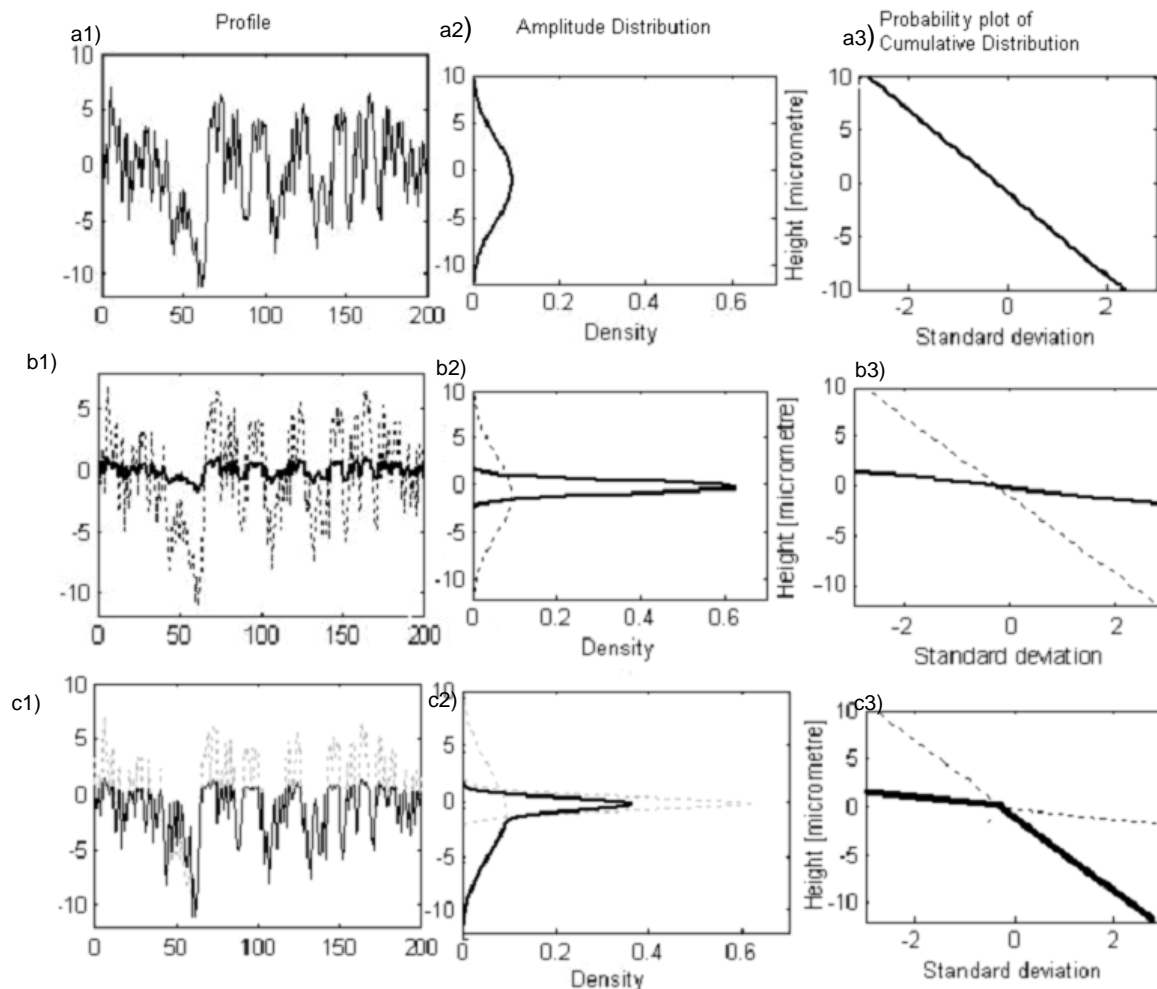 Profile
Amplitude Distribution
Probability plot of
Cumulative Distribution
a1)
a2)
a3)
10
5
0
-5
-10
0 50 100 150 200
10
5
0
-5
-10
0 0.2 0.4 0.6
Density
Height [micrometre]
10
5
0
-5
-10
-2 0 2
Standard deviation
b1)
b2)
b3)
5
0
-5
-10
0 50 100 150 200
10
5
0
-5
-10
0 0.2 0.4 0.6
Density
Height [micrometre]
10
5
0
-5
-10
-2 0 2
Standard deviation
c1)
c2)
c3)
10
5
0
-5
-10
0 50 100 150 200
10
5
0
-5
-10
0 0.2 0.4 0.6
Density
Height [micrometre]
10
5
0
-5
-10
-2 0 2
Standard deviation